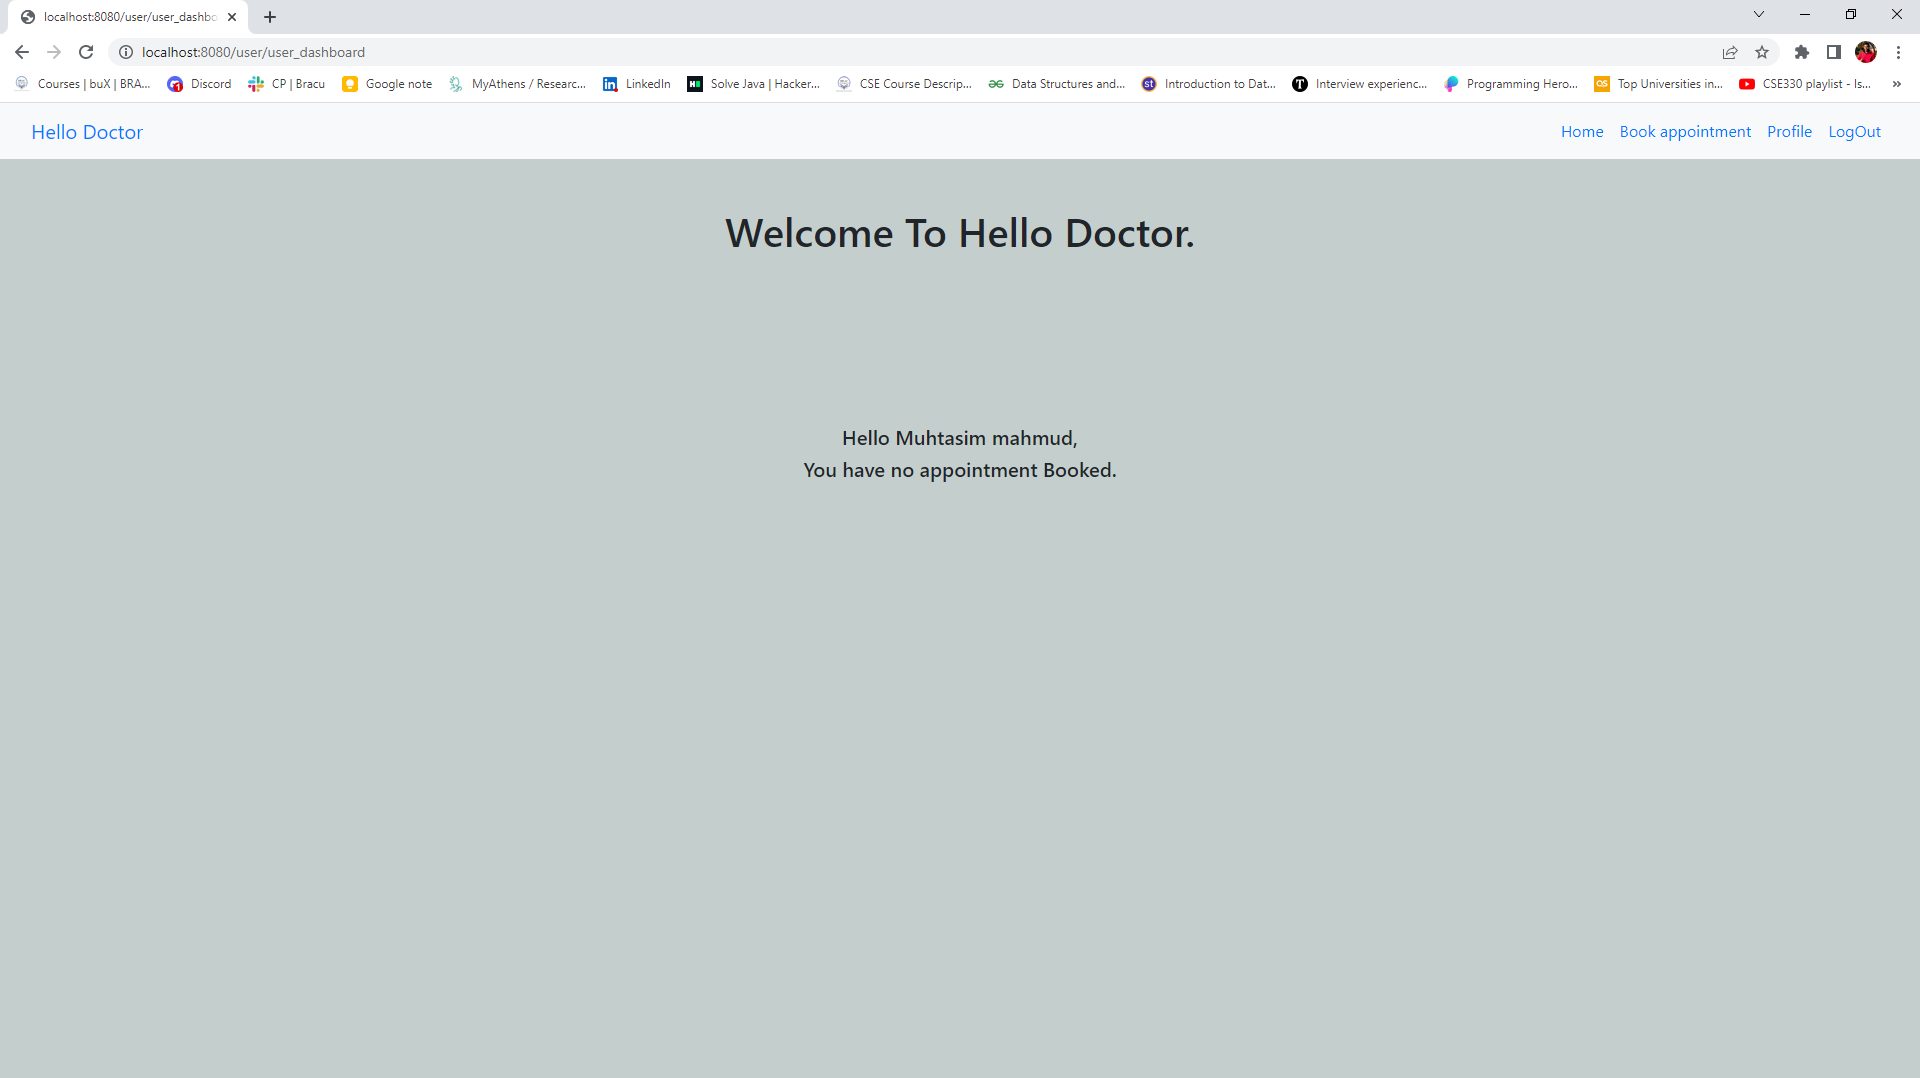 localhost:8080/user/user_dashbo
localhost:8080/user/user_dashboard
Courses | buX | BRA... Discord CP | Bracu Google note MyAthens / Researc... LinkedIn Solve Java | Hacker... CSE Course Descrip... Data Structures and... Introduction to Dat... Interview experienc... Programming Hero... Top Universities in... CSE330 playlist - Is... »
Hello Doctor Home Book appointment Profile LogOut
Welcome To Hello Doctor.
Hello Muhtasim mahmud,
You have no appointment Booked.